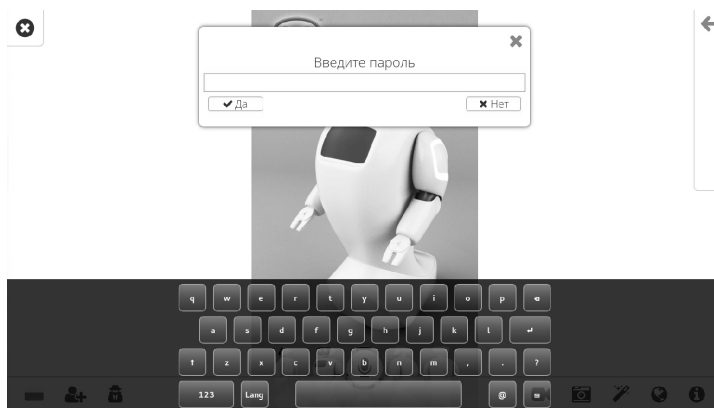 Введите пароль
✔ Да ✖ Нет
q w e r t y u i o p
a s d f g h j k l
z x c v b n m , . ?
123 Lang @